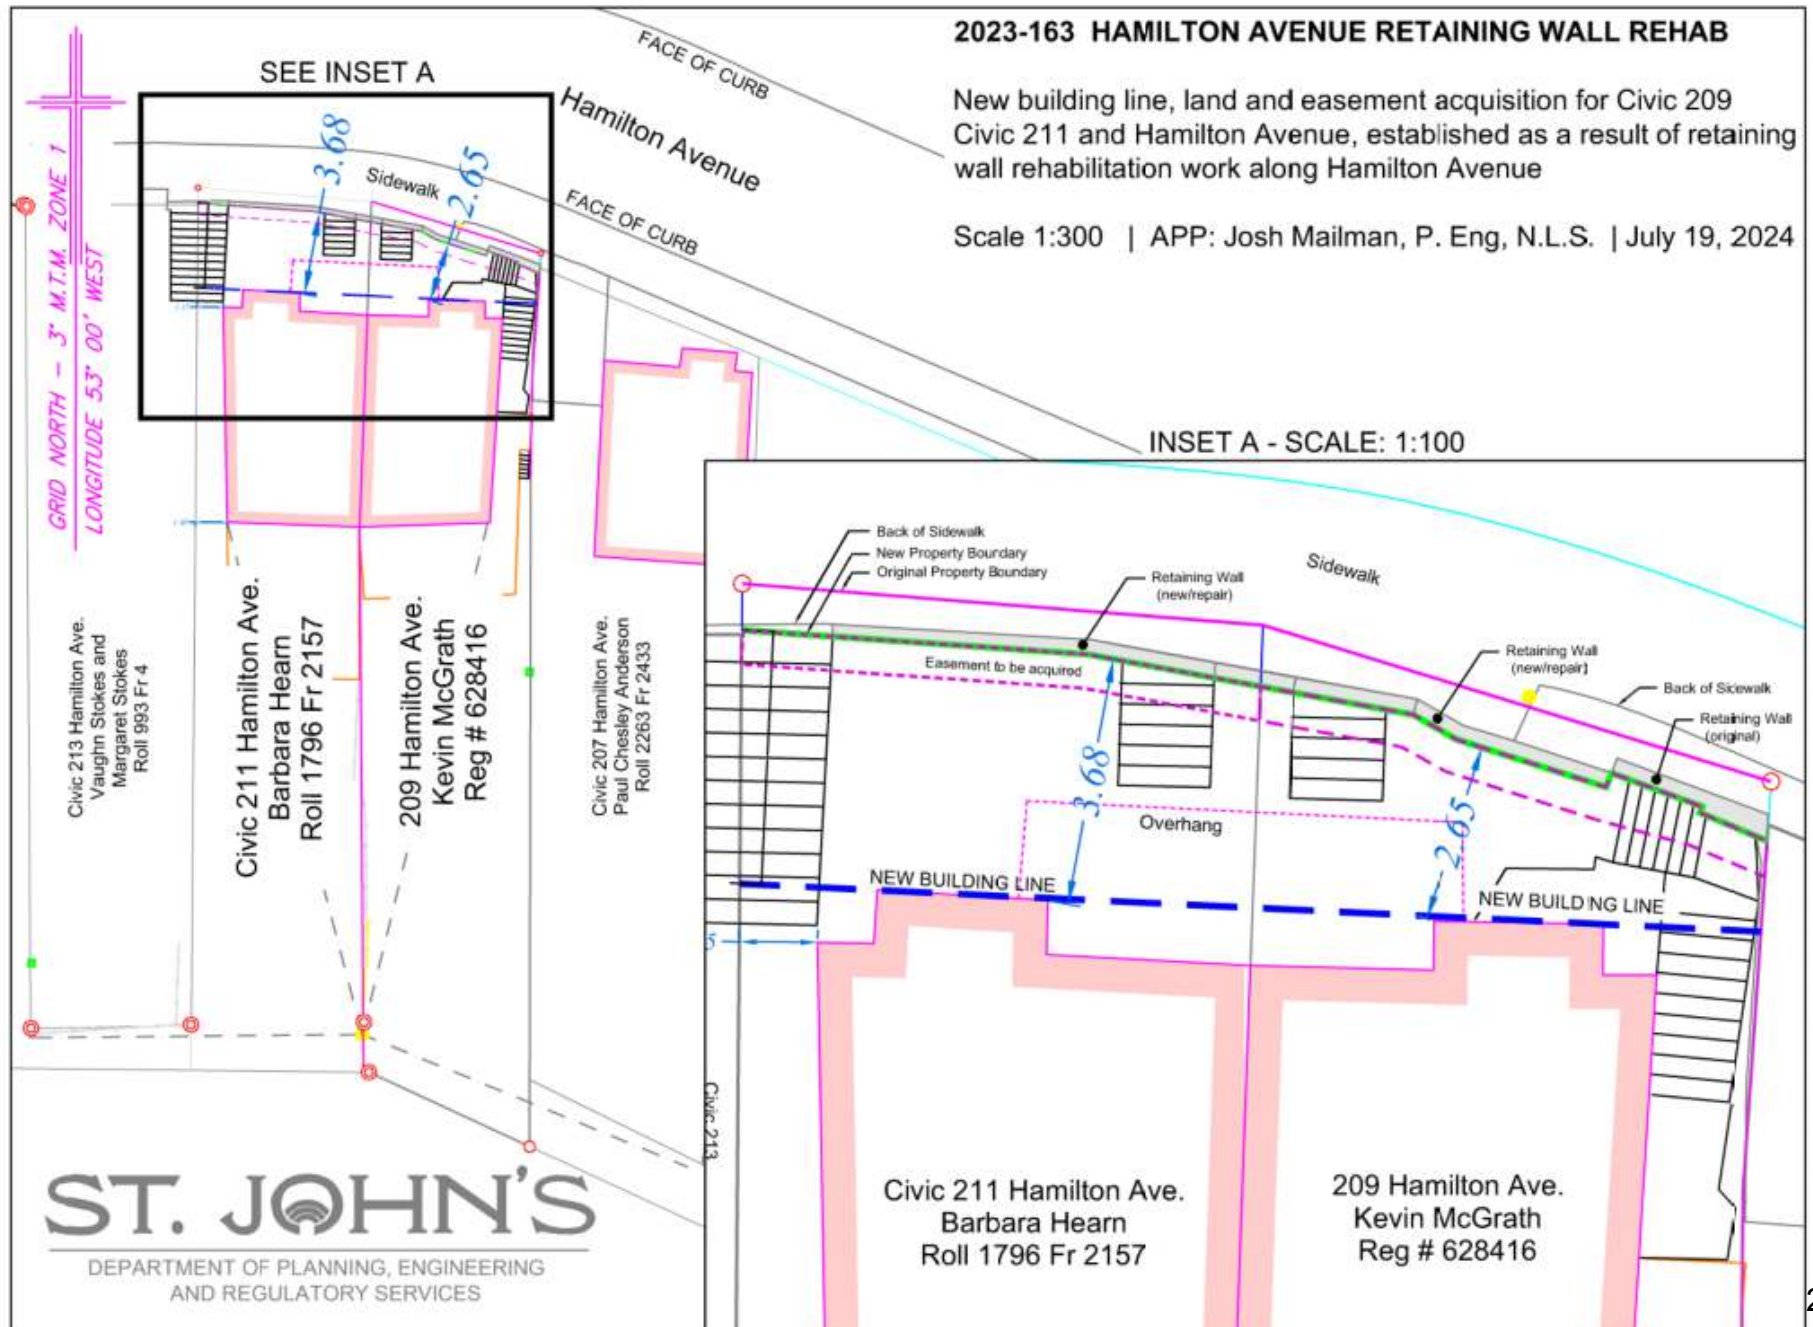 2023-163 HAMILTON AVENUE RETAINING WALL REHAB
New building line, land and easement acquisition for Civic 209
Civic 211 and Hamilton Avenue, established as a result of retaining
wall rehabilitation work along Hamilton Avenue
Scale 1:300 | APP: Josh Mailman, P. Eng, N.L.S. | July 19, 2024
SEE INSET A
FACE OF CURB
Hamilton Avenue
FACE OF CURB
3.68
Sidewalk
2.65
GRID NORTH - 3° M.T.M. ZONE 1
LONGITUDE 53° 00' WEST
Civic 213 Hamilton Ave.
Vaughn Stokes and
Margaret Stokes
Roll 993 Fr 4
Civic 211 Hamilton Ave.
Barbara Hearn
Roll 1796 Fr 2157
209 Hamilton Ave.
Kevin McGrath
Reg # 628416
Civic 207 Hamilton Ave.
Paul Chesley Anderson
Roll 2263 Fr 2433
INSET A - SCALE: 1:100
Back of Sidewalk
New Property Boundary
Original Property Boundary
Retaining Wall
(new/repair)
Sidewalk
Retaining Wall
(new/repair)
Back of Sidewalk
Retaining Wall
(original)
Easement to be acquired
3.68
Overhang
2.65
NEW BUILDING LINE
NEW BUILDING LINE
5
Civic 213
Civic 211 Hamilton Ave.
Barbara Hearn
Roll 1796 Fr 2157
209 Hamilton Ave.
Kevin McGrath
Reg # 628416
ST. JOHN'S
DEPARTMENT OF PLANNING, ENGINEERING
AND REGULATORY SERVICES
2